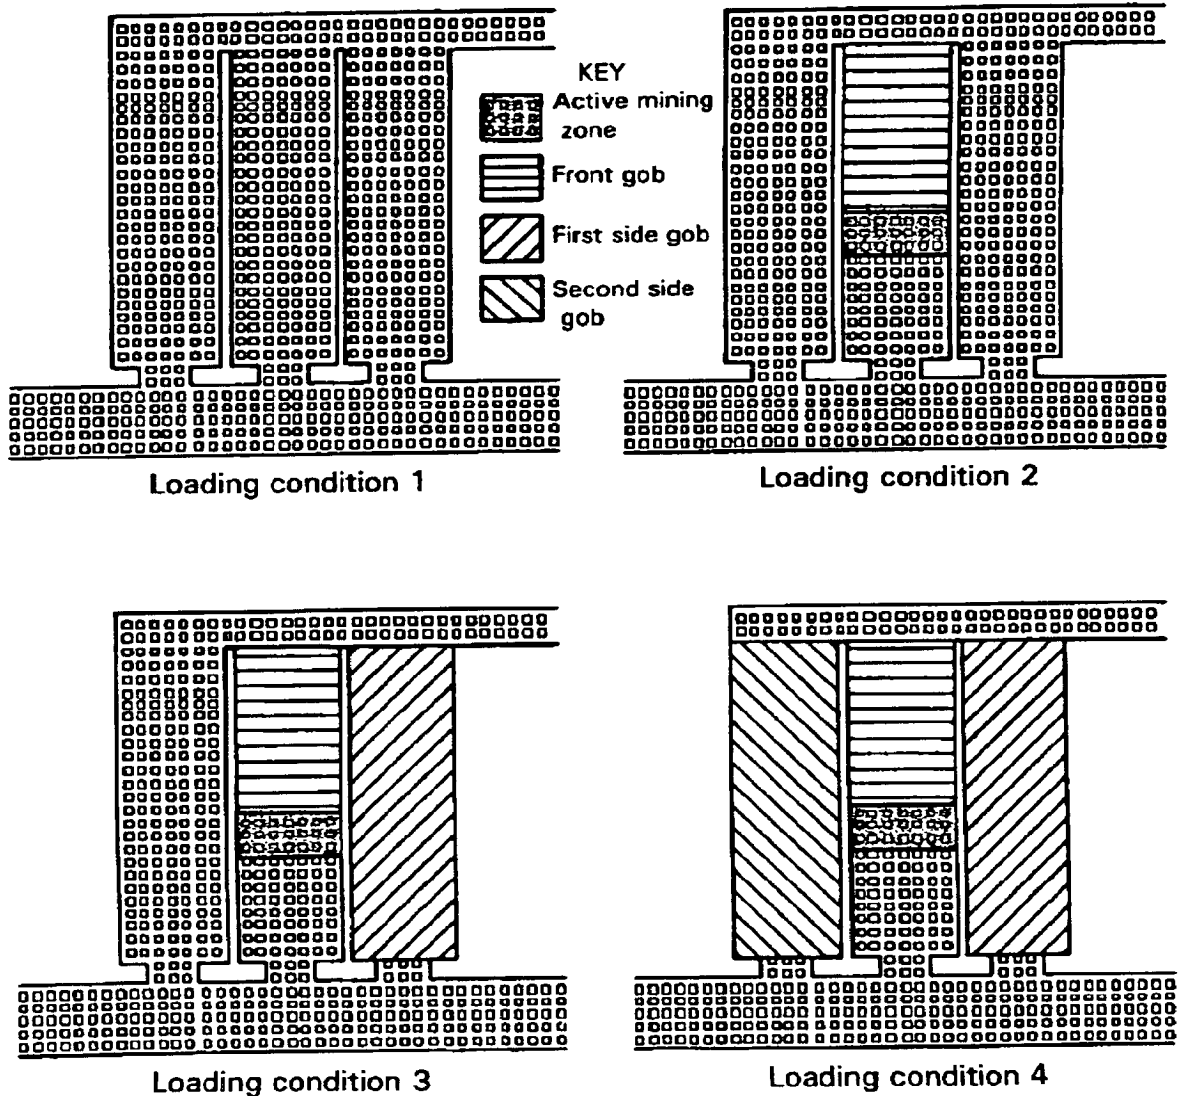 KEY
Active mining
zone
Front gob
First side gob
Second side
gob
Loading condition 1
Loading condition 2
Loading condition 3
Loading condition 4